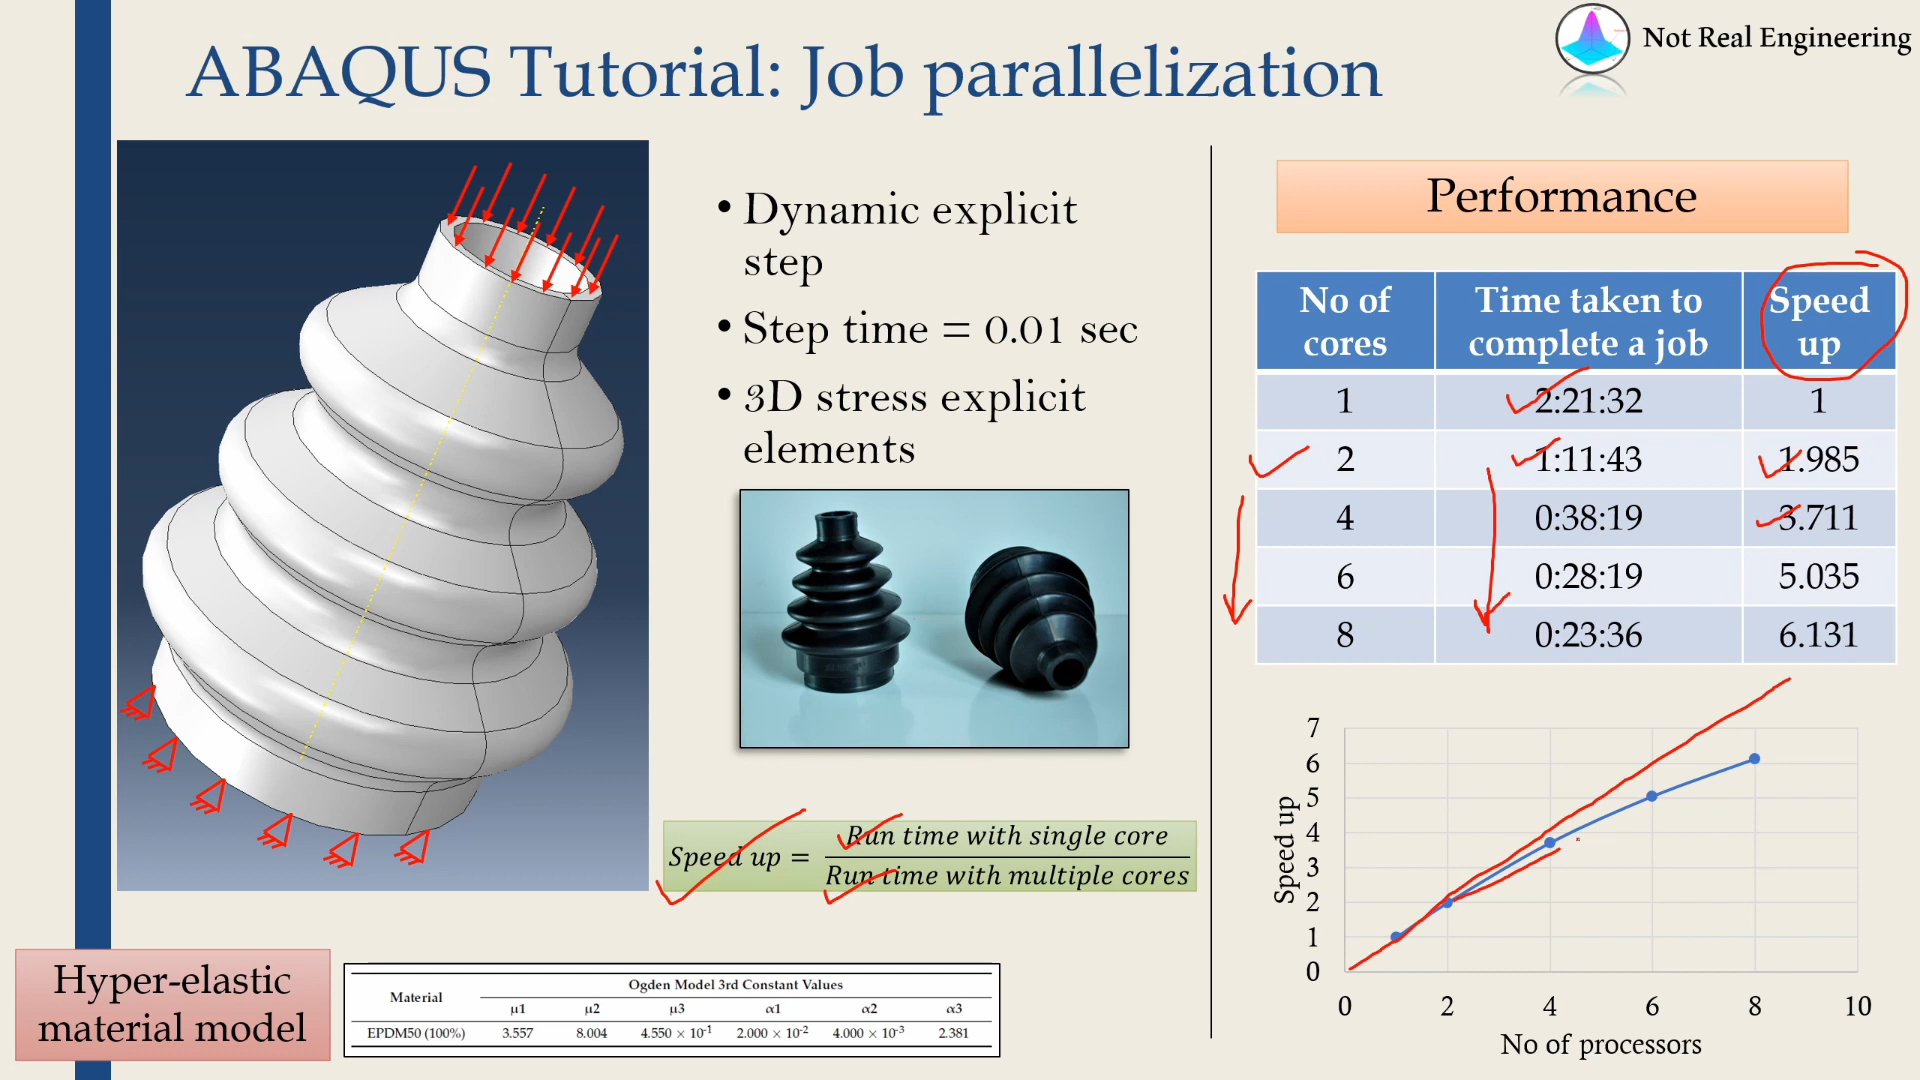 ABAQUS Tutorial: Job parallelization
Not Real Engineering
• Dynamic explicit
step
• Step time = 0.01 sec
• 3D stress explicit
elements
Speed up = Run time with single core
Run time with multiple cores
Hyper-elastic
material model
Material
Ogden Model 3rd Constant Values
μ1 μ2 μ3 α1 α2 α3
EPDM50 (100%) 3.557 8.004 4.550 × 10⁻¹ 2.000 × 10⁻² 4.000 × 10⁻³ 2.381
Performance
No of cores Time taken to complete a job Speed up
1 2:21:32 1
2 1:11:43 1.985
4 0:38:19 3.711
6 0:28:19 5.035
8 0:23:36 6.131
7
6
5
4
3
2
1
0
Speed up
0 2 4 6 8 10
No of processors